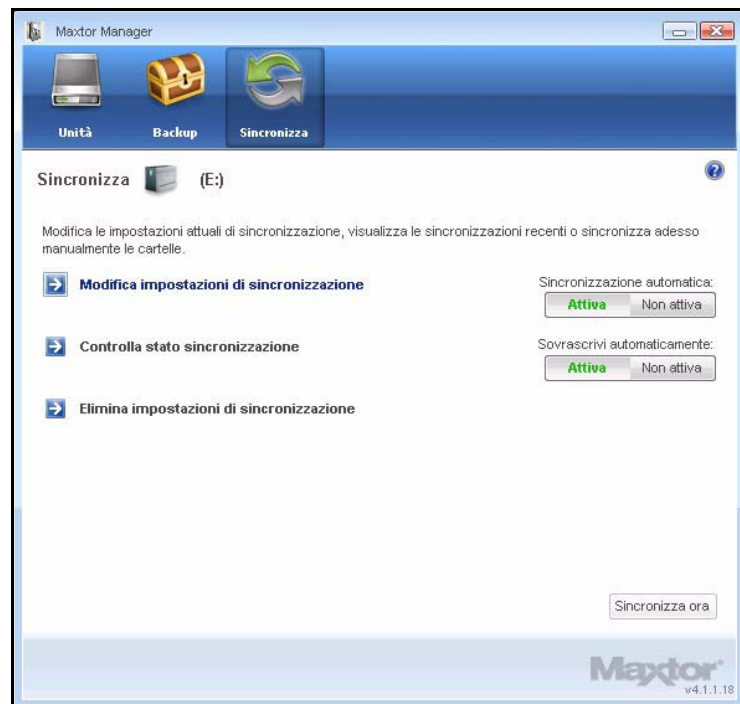 Maxtor Manager
Unità
Backup
Sincronizza
Sincronizza (E:)
Modifica le impostazioni attuali di sincronizzazione, visualizza le sincronizzazioni recenti o sincronizza adesso
manualmente le cartelle.
Modifica impostazioni di sincronizzazione
Sincronizzazione automatica:
Attiva
Non attiva
Controlla stato sincronizzazione
Sovrascrivi automaticamente:
Attiva
Non attiva
Elimina impostazioni di sincronizzazione
Sincronizza ora
Maxtor
v4.1.1.18